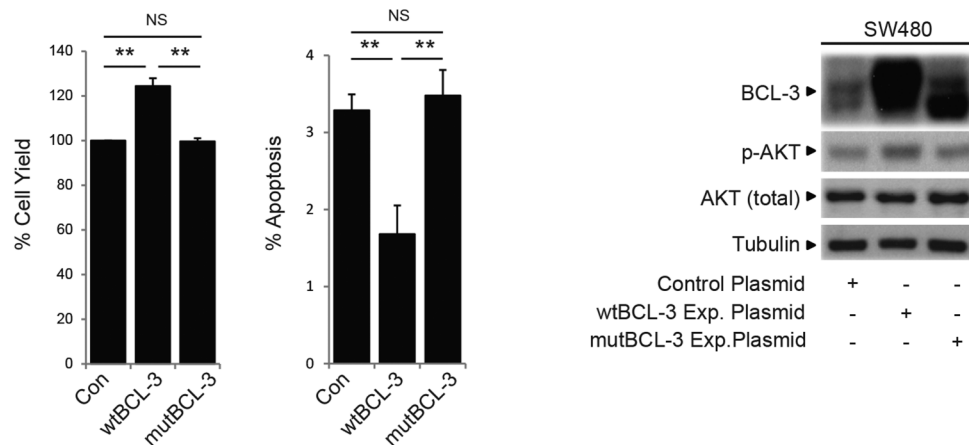 NS
** **
140
120
100
80
60
40
20
0
% Cell Yield
Con
wtBCL-3
mutBCL-3
NS
** **
4
3
2
1
0
% Apoptosis
Con
wtBCL-3
mutBCL-3
SW480
BCL-3
p-AKT
AKT (total)
Tubulin
Control Plasmid + - -
wtBCL-3 Exp. Plasmid - + -
mutBCL-3 Exp.Plasmid - - +